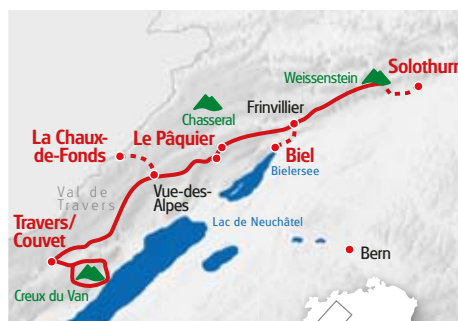 Solothurn
Weissenstein
Frinvillier
Chasseral
La Chaux-
de-Fonds
Le Pâquier
Biel
Bielersee
Val de
Travers
Vue-des-
Alpes
Travers/
Couvet
Lac de Neuchâtel
Bern
Creux du Van